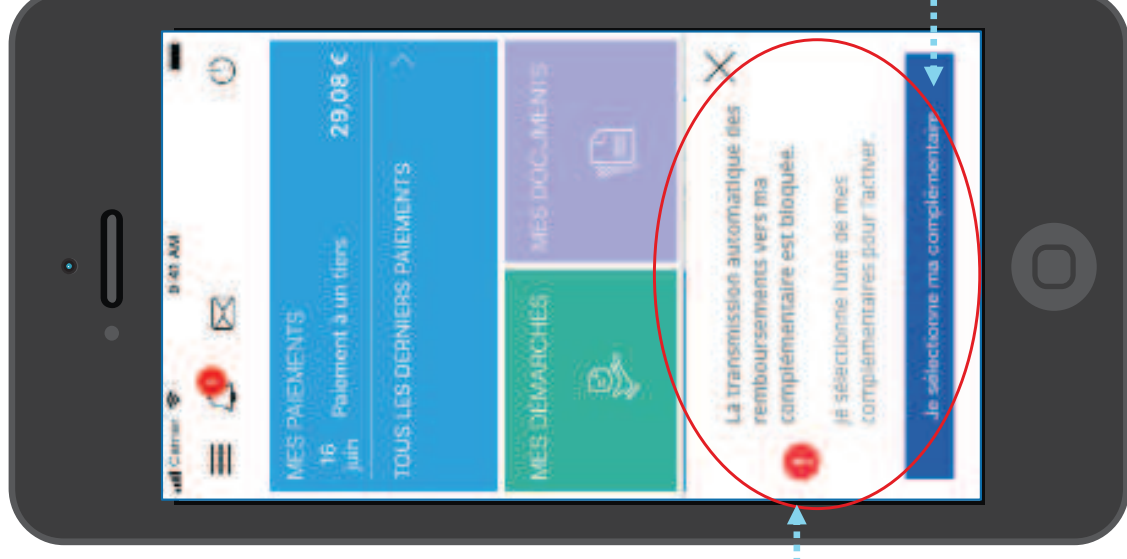 Carrier 9:41 AM
MES PAIEMENTS
16 juin Paiement à un tiers 29,08 €
TOUS LES DERNIERS PAIEMENTS
MES DÉMARCHES
MES DOCUMENTS
La transmission automatique des
remboursements vers ma
complémentaire est bloquée.
Je sélectionne l'une de mes
complémentaires pour l'activer.
Je sélectionne ma complémentaire